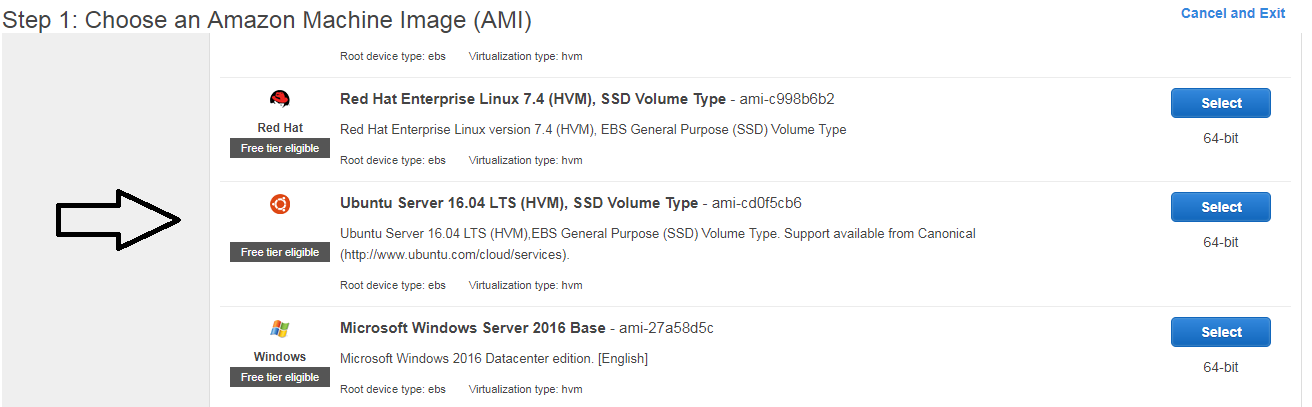 Step 1: Choose an Amazon Machine Image (AMI)
Cancel and Exit
Root device type: ebs Virtualization type: hvm
Red Hat
Free tier eligible
Red Hat Enterprise Linux 7.4 (HVM), SSD Volume Type - ami-c998b6b2
Red Hat Enterprise Linux version 7.4 (HVM), EBS General Purpose (SSD) Volume Type
Root device type: ebs Virtualization type: hvm
Select
64-bit
Free tier eligible
Ubuntu Server 16.04 LTS (HVM), SSD Volume Type - ami-cd0f5cb6
Ubuntu Server 16.04 LTS (HVM),EBS General Purpose (SSD) Volume Type. Support available from Canonical
(http://www.ubuntu.com/cloud/services).
Root device type: ebs Virtualization type: hvm
Select
64-bit
Windows
Free tier eligible
Microsoft Windows Server 2016 Base - ami-27a58d5c
Microsoft Windows 2016 Datacenter edition. [English]
Root device type: ebs Virtualization type: hvm
Select
64-bit